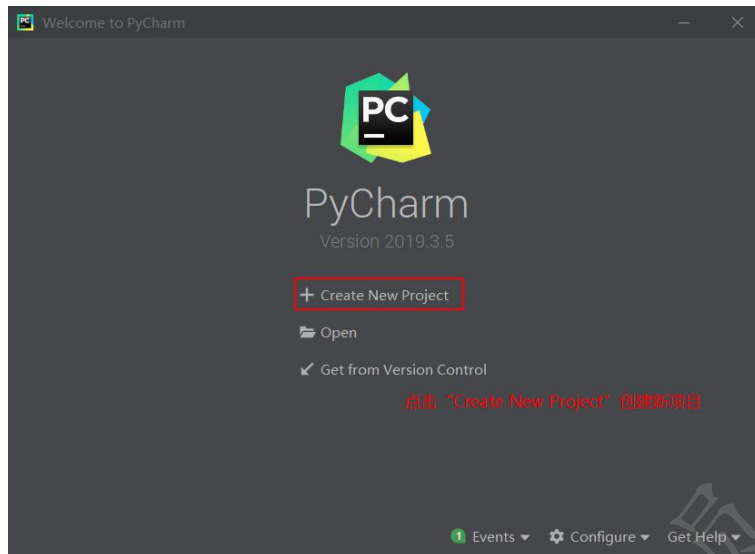 Welcome to PyCharm
PC
PyCharm
Version 2019.3.5
Create New Project
Open
Get from Version Control
点击“Create New Project”创建新项目
1 Events Configure Get Help